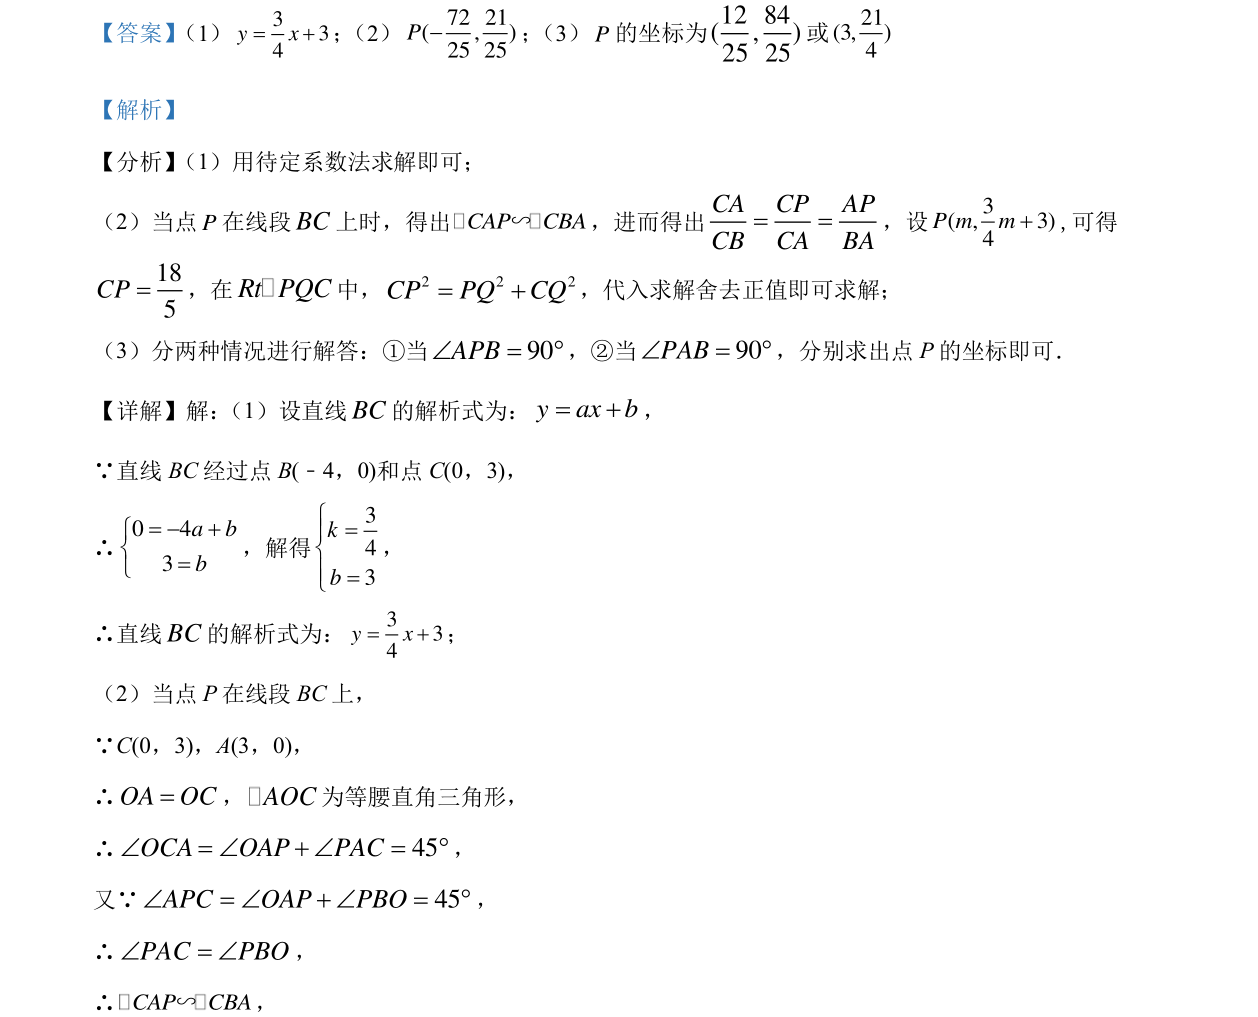 【答案】（1） y=3/4x+3；（2） P(−72/25,21/25)；（3） P 的坐标为(12/25,84/25) 或 (3,21/4)
【解析】
【分析】（1）用待定系数法求解即可；
（2）当点 P 在线段 BC 上时，得出□CAP∽□CBA，进而得出CA/CB=CP/CA=AP/BA，设 P(m,3/4m+3) , 可得
CP=18/5，在 Rt□PQC 中， CP²=PQ²+CQ²，代入求解舍去正值即可求解；
（3）分两种情况进行解答：①当∠APB=90°，②当∠PAB=90°，分别求出点 P 的坐标即可．
【详解】解：（1）设直线 BC 的解析式为： y=ax+b，
∵直线 BC 经过点 B(﹣4，0)和点 C(0，3)，
∴{0=−4a+b 3=b，解得{k=3/4 b=3，
∴直线 BC 的解析式为： y=3/4x+3；
（2）当点 P 在线段 BC 上，
∵C(0，3)，A(3，0)，
∴OA=OC，□AOC 为等腰直角三角形，
∴∠OCA=∠OAP+∠PAC=45°，
又∵∠APC=∠OAP+∠PBO=45°，
∴∠PAC=∠PBO，
∴□CAP∽□CBA，